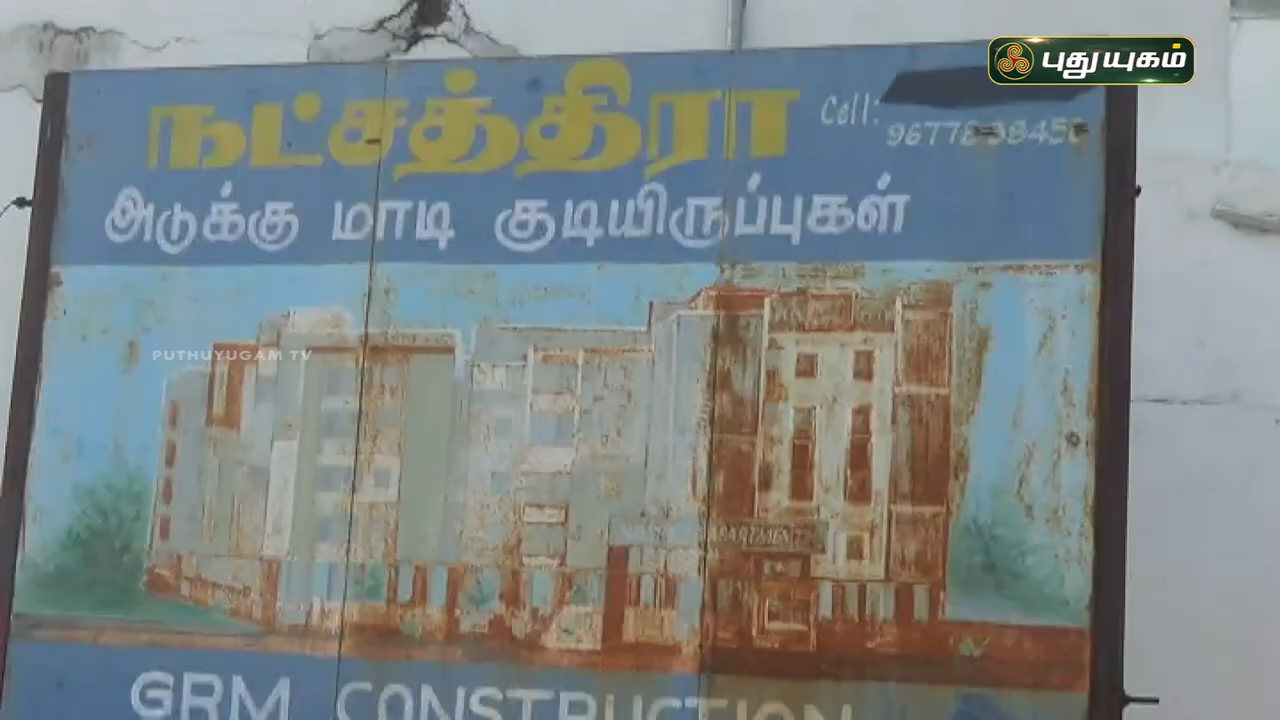 புதுயுகம்
நட்சத்திரா
Cell:
அடுக்கு மாடி குடியிருப்புகள்
PUTHUYUGAM TV
GRM CONSTRUCTION